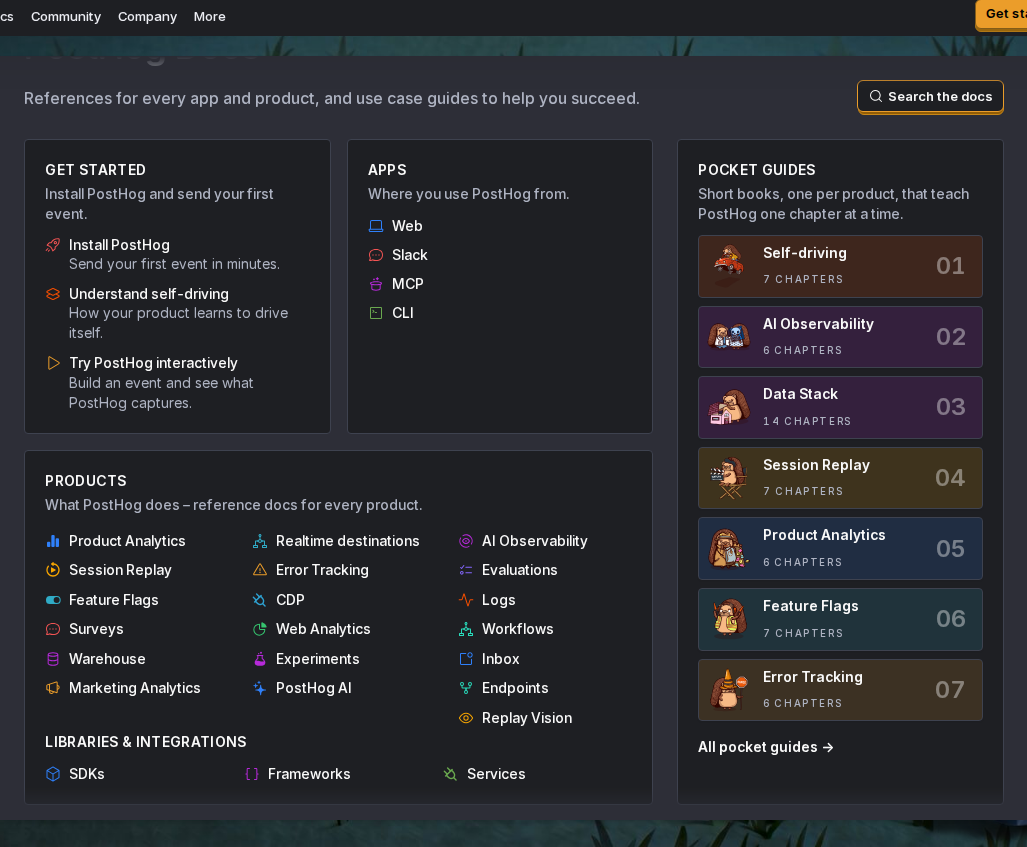 Community Company More
References for every app and product, and use case guides to help you succeed.
Search the docs
GET STARTED
Install PostHog and send your first
event.
Install PostHog
Send your first event in minutes.
Understand self-driving
How your product learns to drive
itself.
Try PostHog interactively
Build an event and see what
PostHog captures.
APPS
Where you use PostHog from.
Web
Slack
MCP
CLI
PRODUCTS
What PostHog does – reference docs for every product.
Product Analytics
Session Replay
Feature Flags
Surveys
Warehouse
Marketing Analytics
Realtime destinations
Error Tracking
CDP
Web Analytics
Experiments
PostHog AI
AI Observability
Evaluations
Logs
Workflows
Inbox
Endpoints
Replay Vision
LIBRARIES & INTEGRATIONS
SDKs
Frameworks
Services
POCKET GUIDES
Short books, one per product, that teach
PostHog one chapter at a time.
Self-driving
7 CHAPTERS
01
AI Observability
6 CHAPTERS
02
Data Stack
14 CHAPTERS
03
Session Replay
7 CHAPTERS
04
Product Analytics
6 CHAPTERS
05
Feature Flags
7 CHAPTERS
06
Error Tracking
6 CHAPTERS
07
All pocket guides →